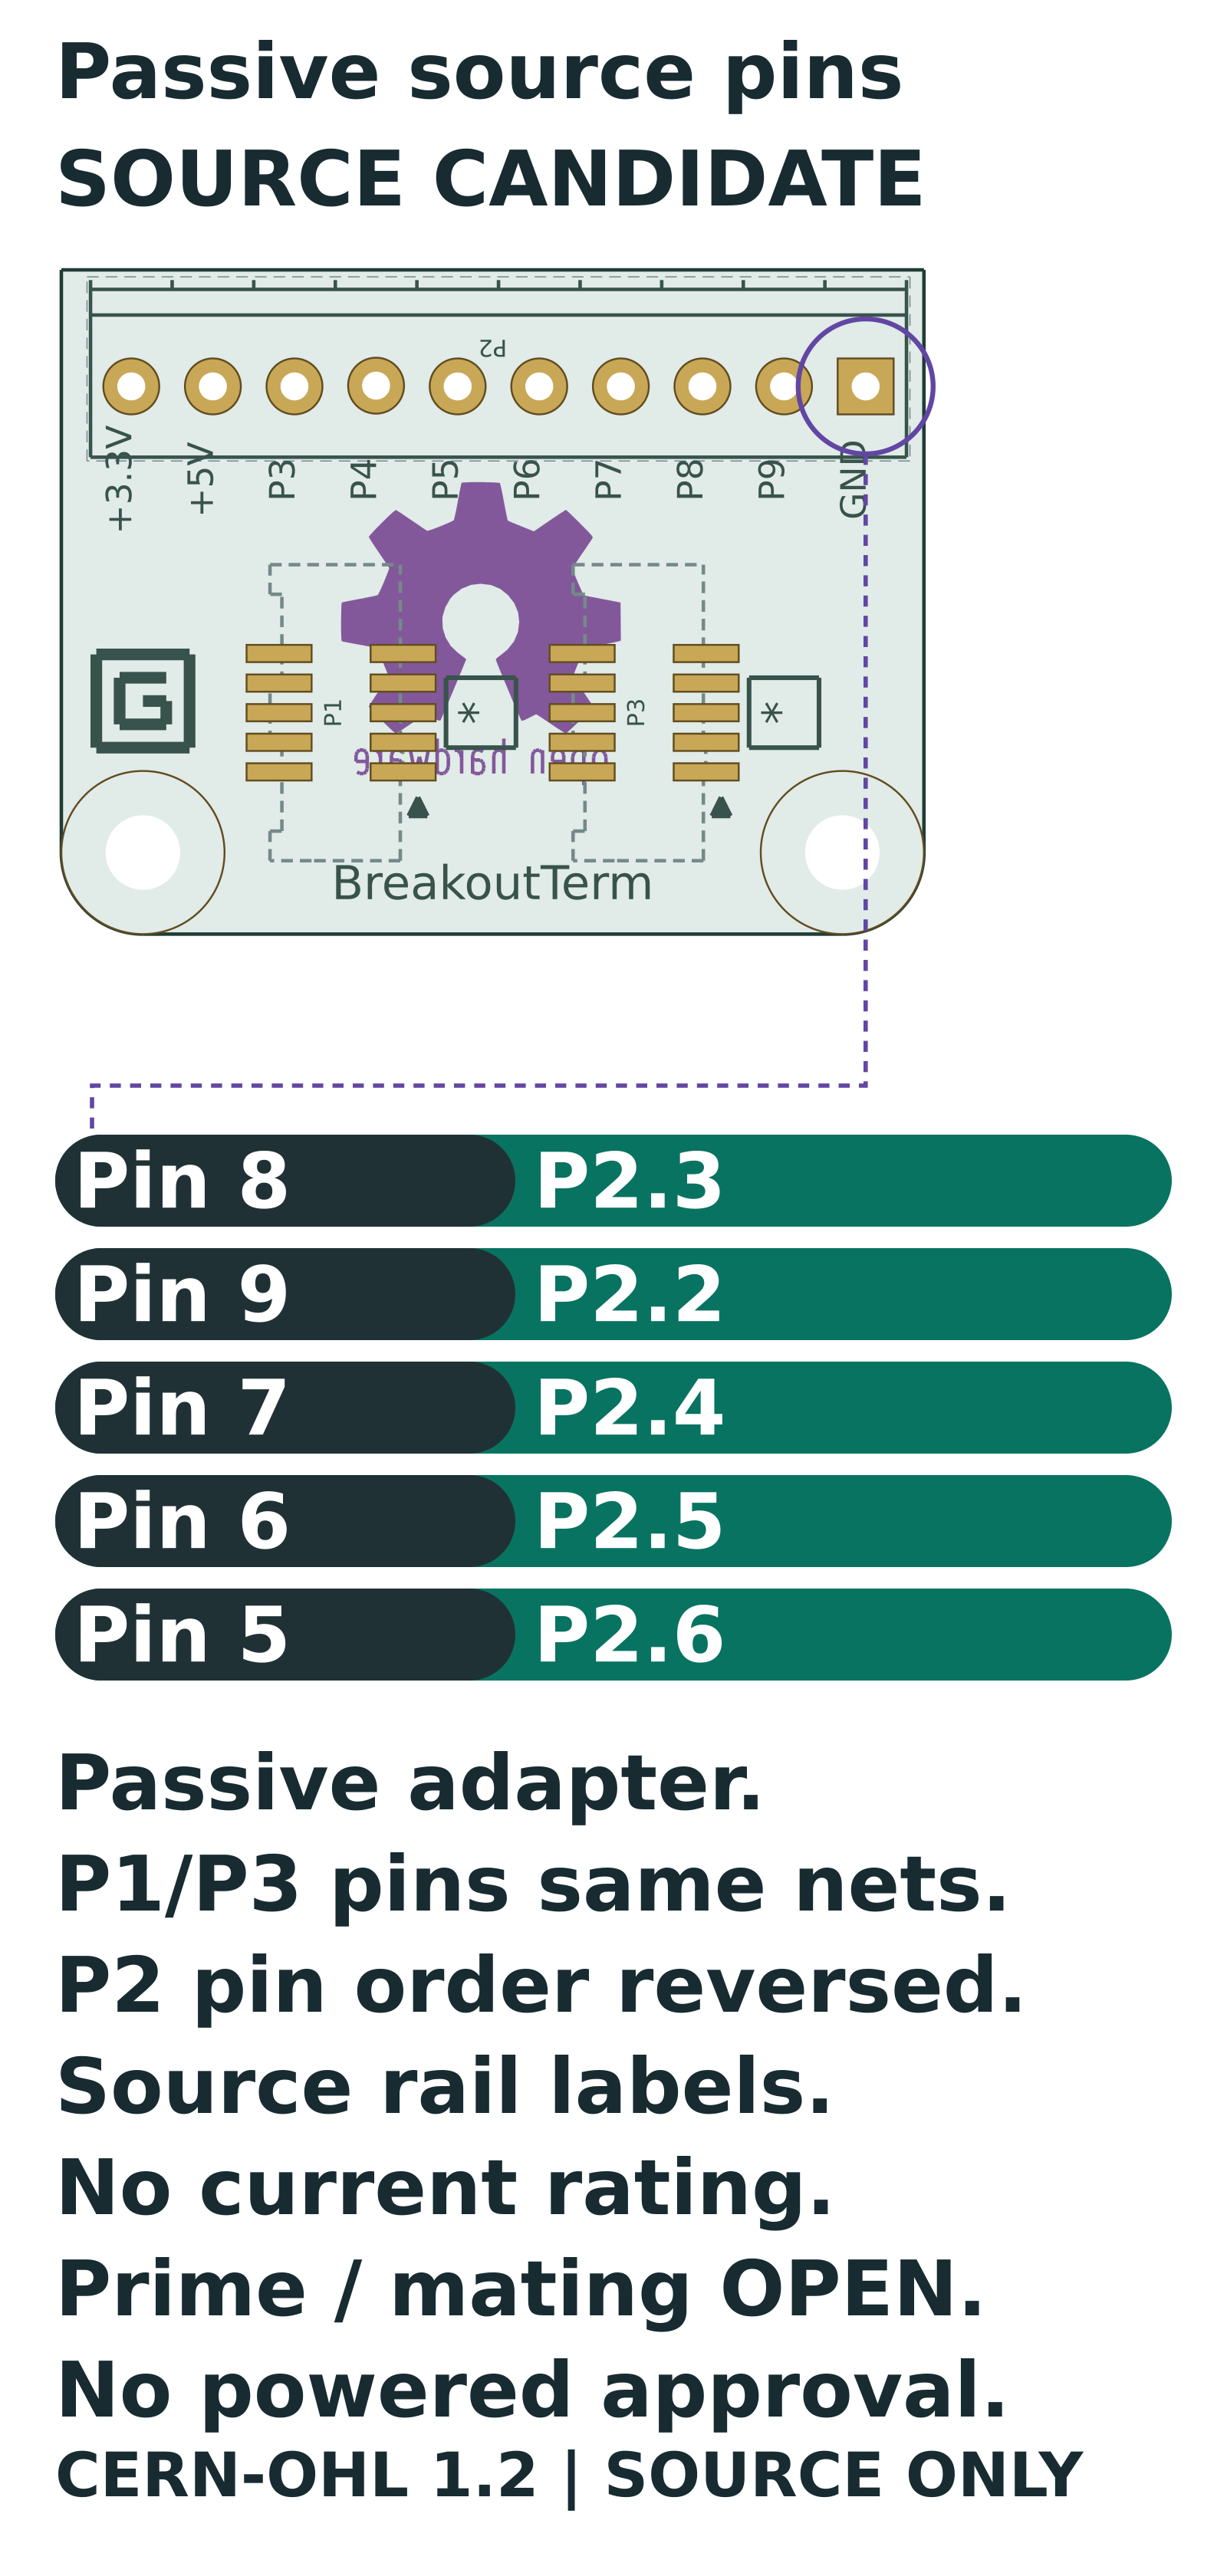 Passive source pins
SOURCE CANDIDATE
P2
+3.3V
+5V
P3
P4
P5
P6
P7
P8
P9
GND
G
P1
*
P3
*
open hardware
BreakoutTerm
Pin 8 P2.3
Pin 9 P2.2
Pin 7 P2.4
Pin 6 P2.5
Pin 5 P2.6
Passive adapter.
P1/P3 pins same nets.
P2 pin order reversed.
Source rail labels.
No current rating.
Prime / mating OPEN.
No powered approval.
CERN-OHL 1.2 | SOURCE ONLY